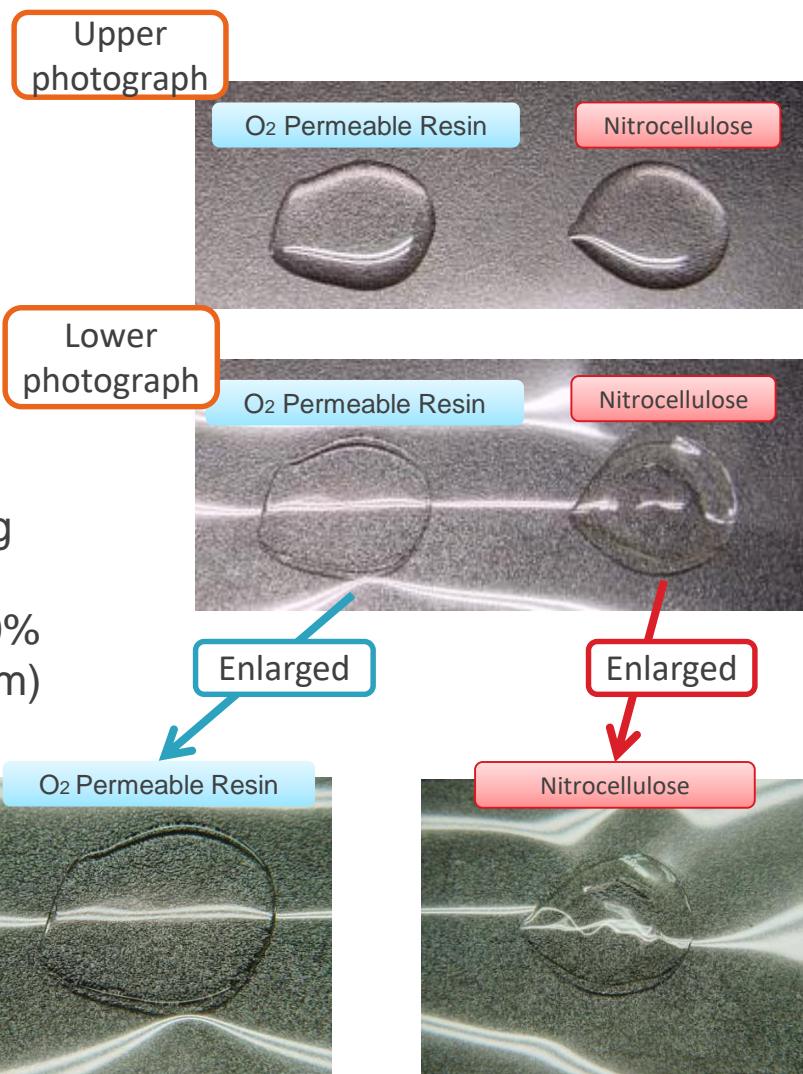 Upper
photograph
O2 Permeable Resin
Nitrocellulose
Lower
photograph
O2 Permeable Resin
Nitrocellulose
g
%
m)
Enlarged
Enlarged
O2 Permeable Resin
Nitrocellulose